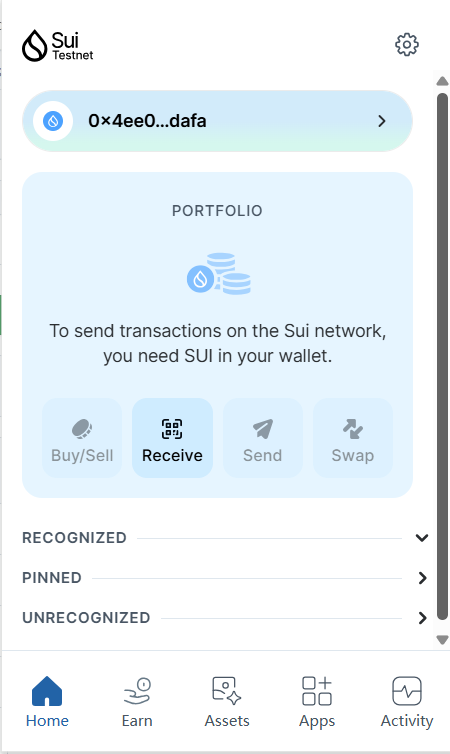 Sui
Testnet
0×4ee0...dafa
PORTFOLIO
To send transactions on the Sui network,
you need SUI in your wallet.
Buy/Sell
Receive
Send
Swap
RECOGNIZED
PINNED
UNRECOGNIZED
Home
Earn
Assets
Apps
Activity